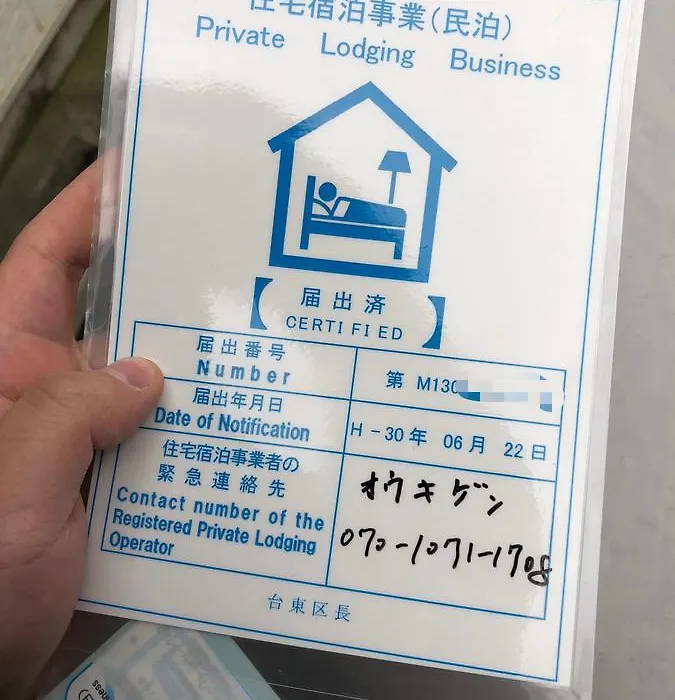 住宅宿泊事業(民泊)
Private Lodging Business
届出済
CERTIFIED
届出番号
Number
第 M130
届出年月日
Date of Notification
H-30年 06月 22日
住宅宿泊事業者の
緊急連絡先
Contact number of the
Registered Private Lodging
Operator
オウキゲン
070-1071-1708
台東区長